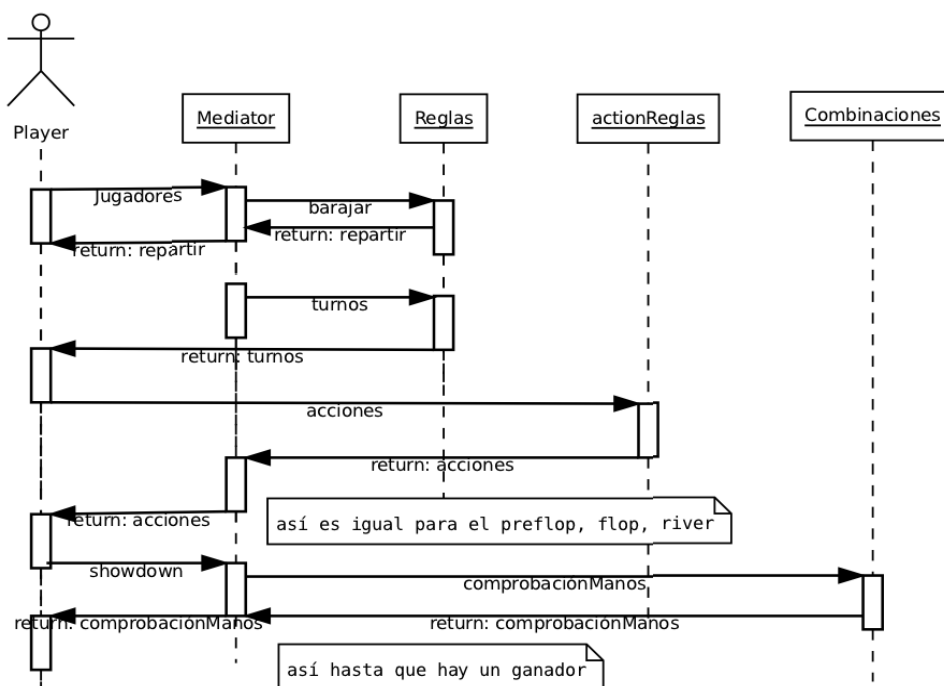 Player
Mediator
Reglas
actionReglas
Combinaciones
Jugadores
barajar
return: repartir
return: repartir
turnos
return: turnos
acciones
return: acciones
return: acciones
así es igual para el preflop, flop, river
showdown
comprobaciónManos
return: comprobaciónManos
return: comprobaciónManos
así hasta que hay un ganador